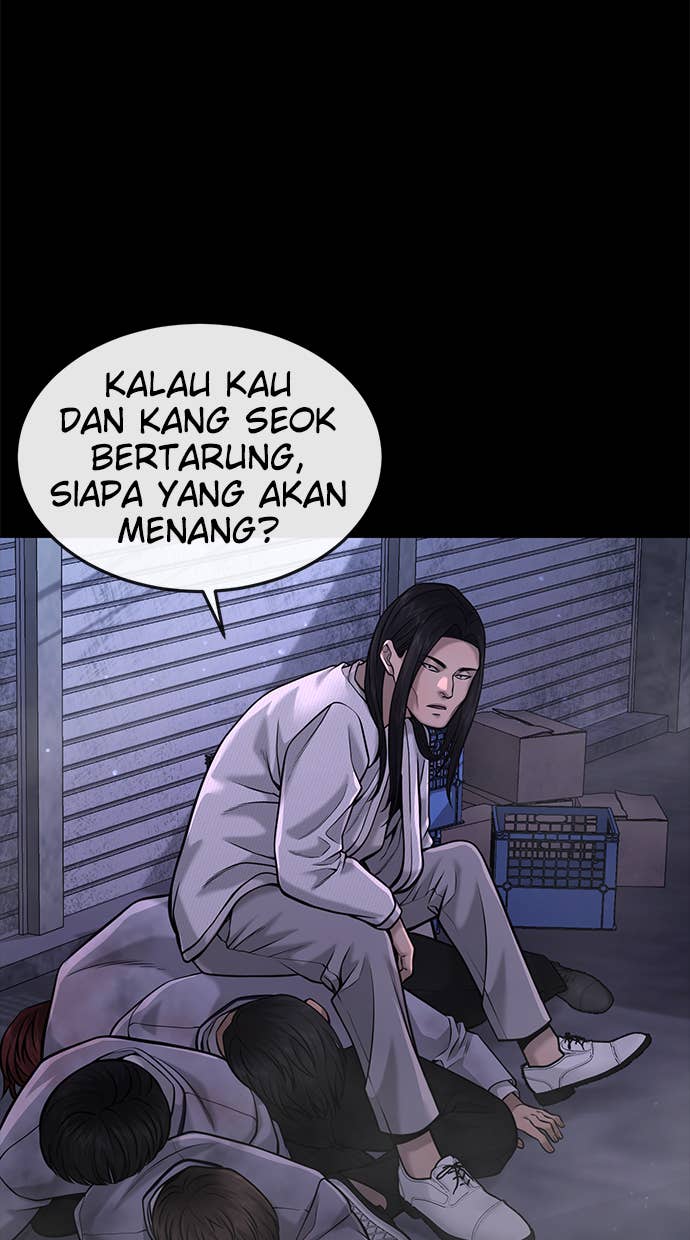 KALAU KAU
DAN KANG SEOK
BERTARUNG,
SIAPA YANG AKAN
MENANG?